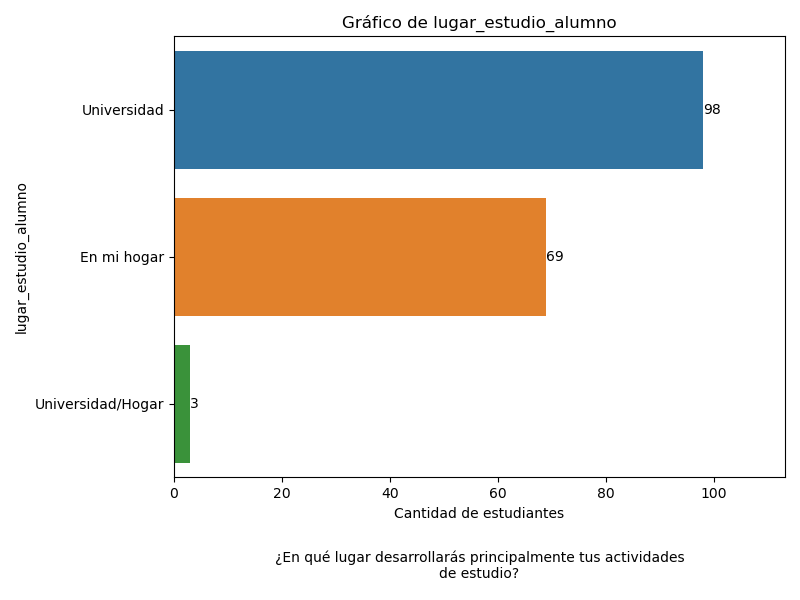 Gráfico de lugar_estudio_alumno
Universidad
98
En mi hogar
69
Universidad/Hogar
3
lugar_estudio_alumno
0 20 40 60 80 100
Cantidad de estudiantes
¿En qué lugar desarrollarás principalmente tus actividades
de estudio?